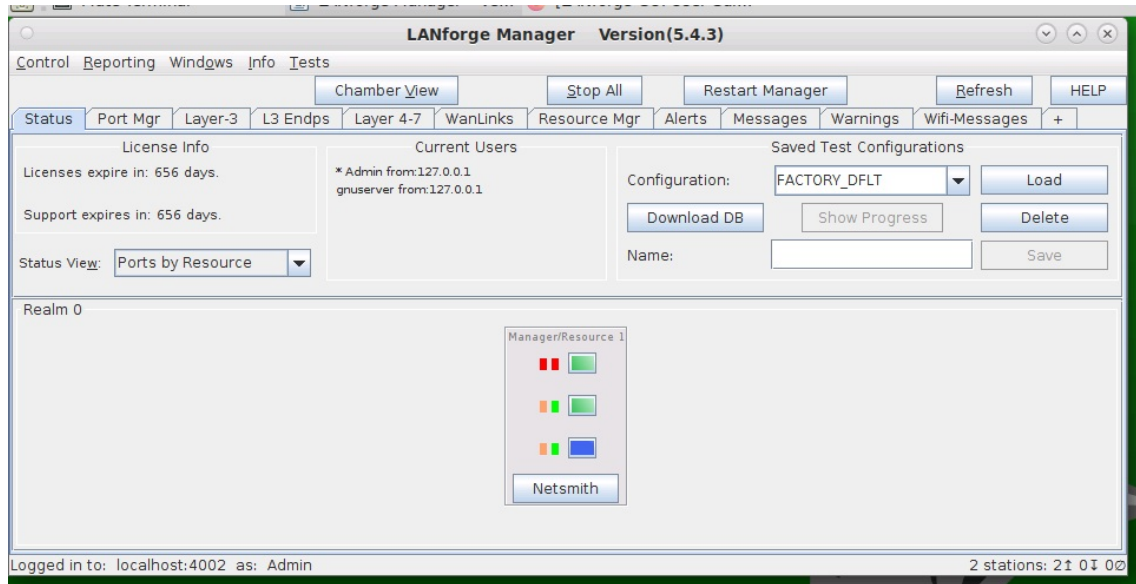 LANforge Manager Version(5.4.3)
Control Reporting Windows Info Tests
Chamber View Stop All Restart Manager Refresh HELP
Status Port Mgr Layer-3 L3 Endps Layer 4-7 WanLinks Resource Mgr Alerts Messages Warnings Wifi-Messages +
License Info
Licenses expire in: 656 days.
Support expires in: 656 days.
Status View: Ports by Resource
Current Users
* Admin from:127.0.0.1
gnuserver from:127.0.0.1
Saved Test Configurations
Configuration: FACTORY_DFLT Load
Download DB Show Progress Delete
Name: Save
Realm 0
Manager/Resource 1
Netsmith
Logged in to: localhost:4002 as: Admin 2 stations: 2↥ 0↧ 0∅